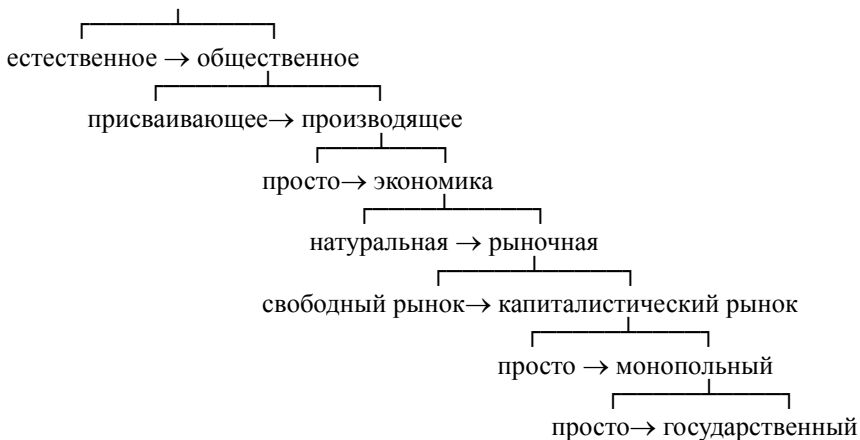 естественное → общественное
присваивающее→ производящее
просто→ экономика
натуральная → рыночная
свободный рынок→ капиталистический рынок
просто → монопольный
просто→ государственный